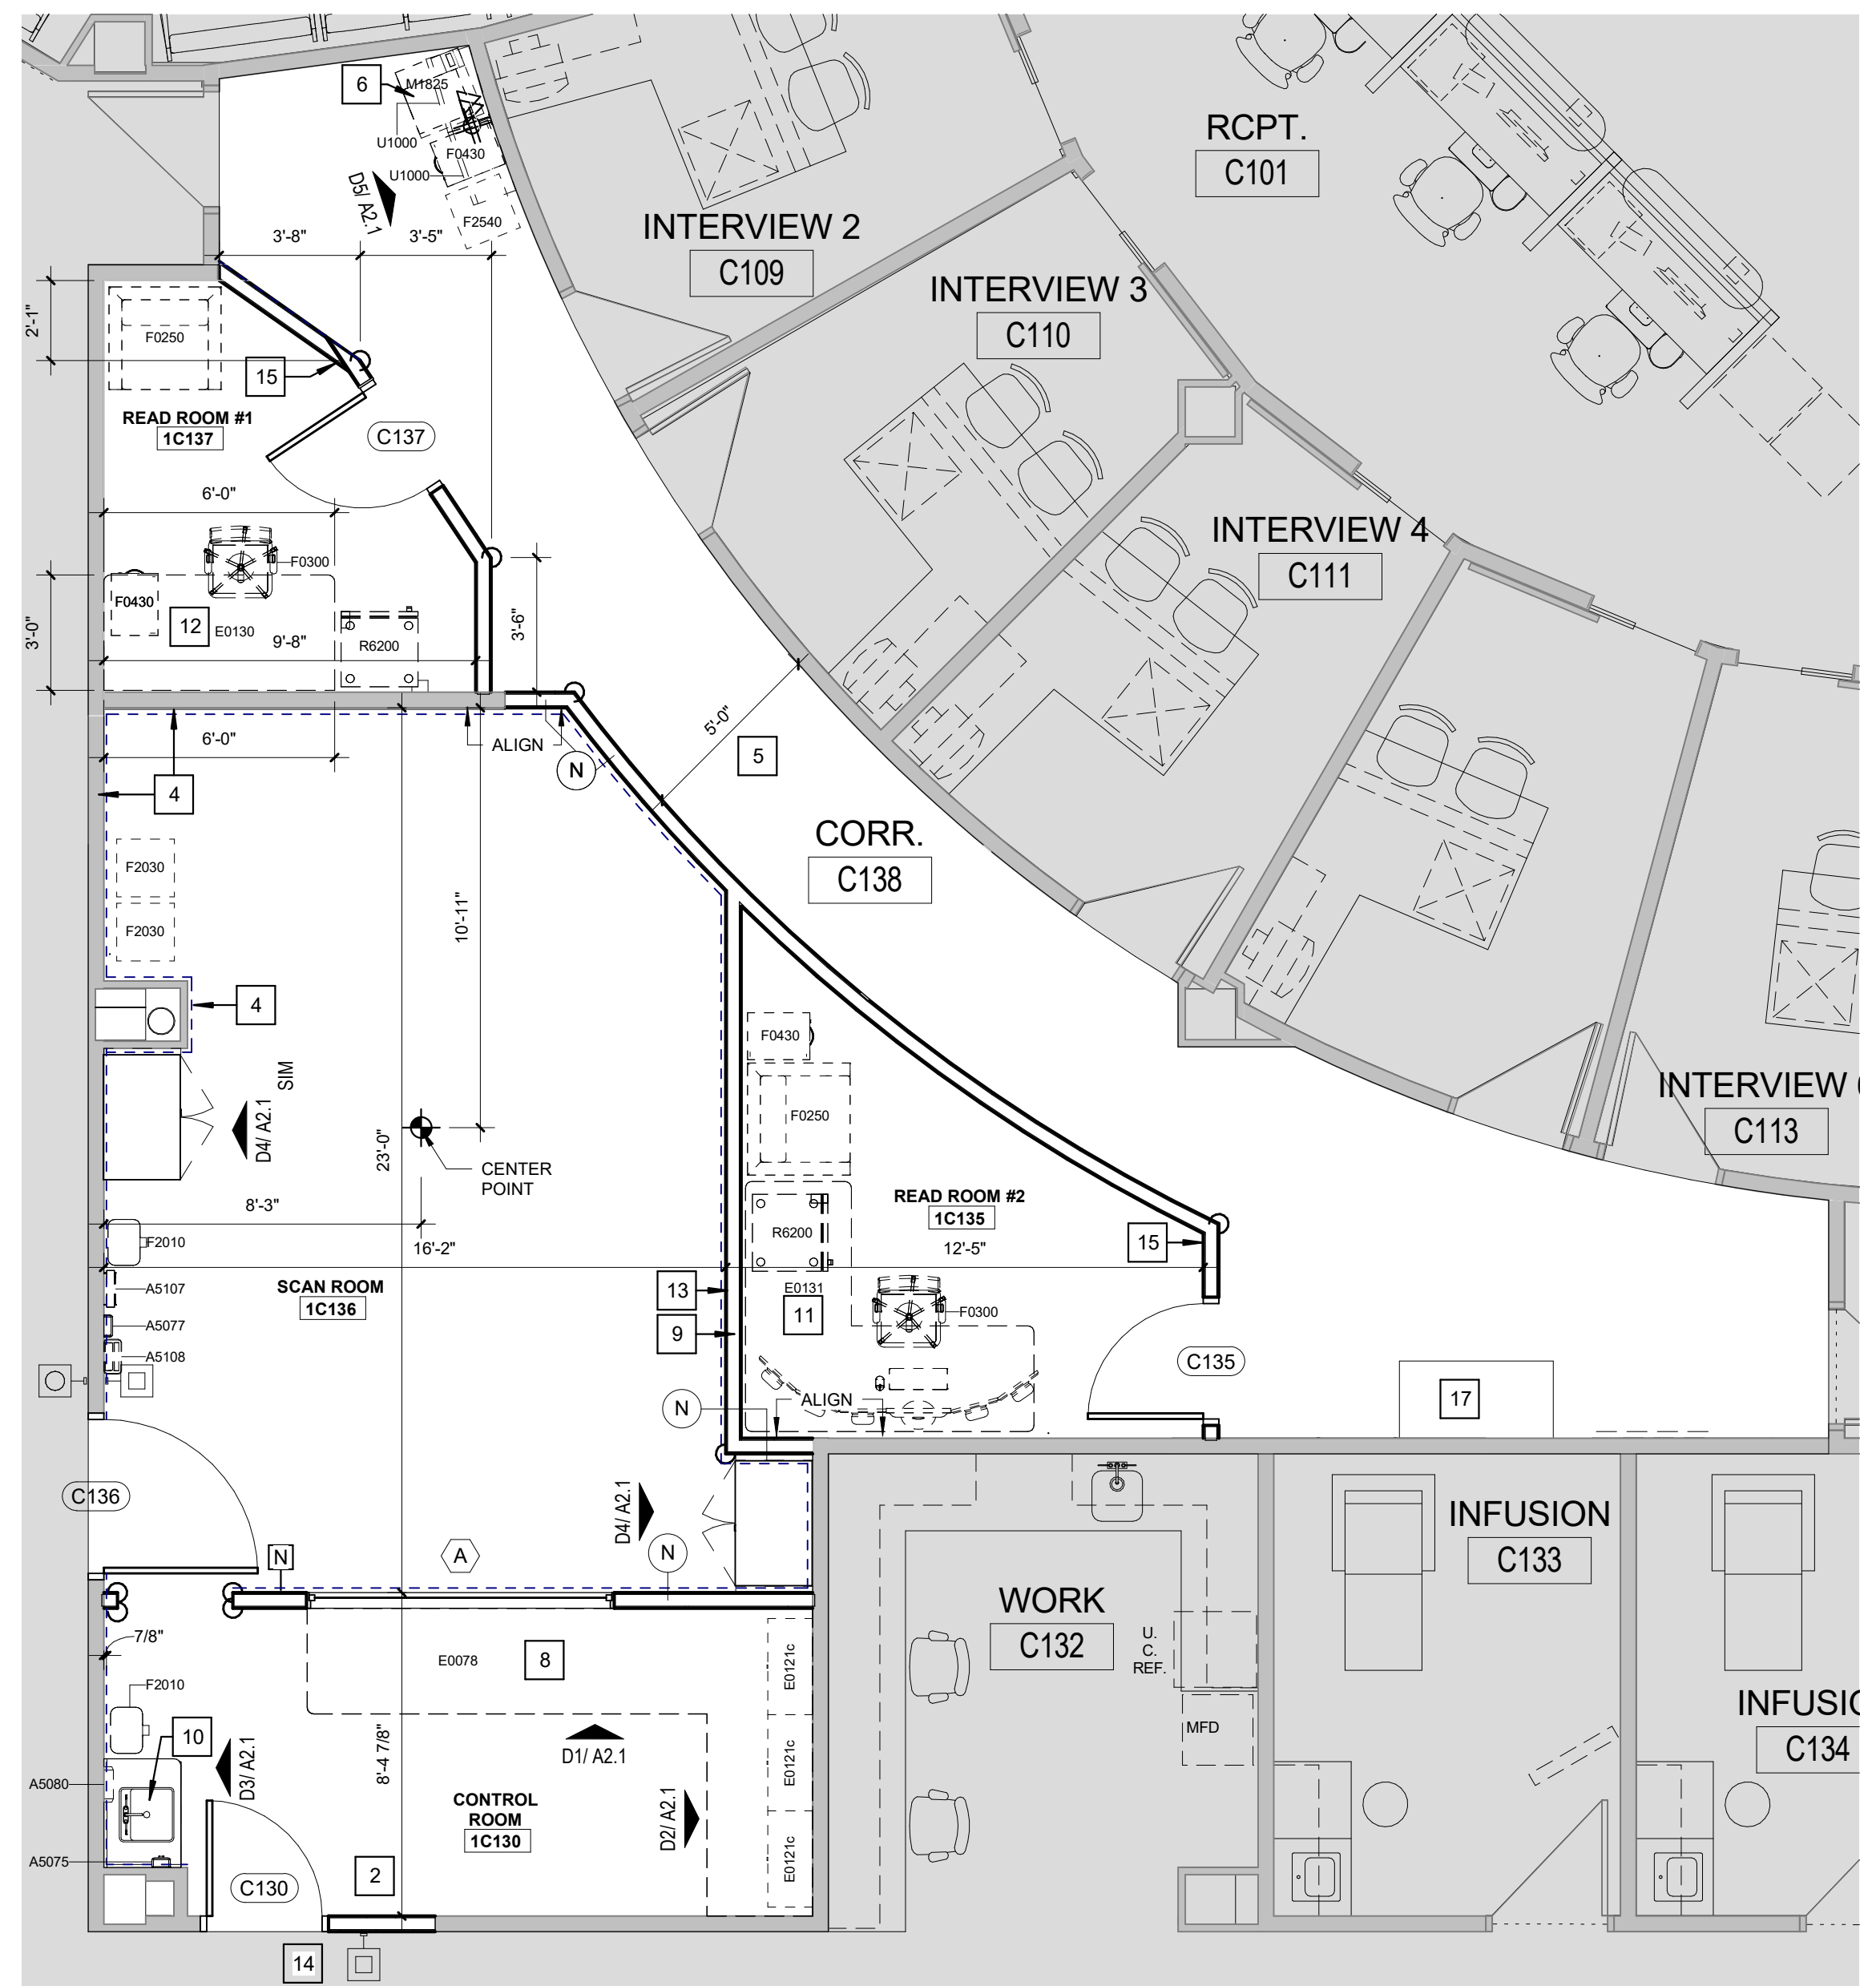 6
M1825
U1000
F0430
U1000
F2540
D5/ A2.1
3'-8"
3'-5"
RCPT.
C101
INTERVIEW 2
C109
INTERVIEW 3
C110
2'-1"
F0250
15
READ ROOM #1
1C137
C137
6'-0"
F0300
INTERVIEW 4
C111
3'-0"
F0430
12
E0130
9'-8"
R6200
3'-6"
ALIGN
N
6'-0"
4
5'-0"
5
CORR.
C138
F2030
F2030
10'-11"
4
SIM
D4/ A2.1
23'-0"
CENTER
POINT
8'-3"
16'-2"
F0430
F0250
INTERVIEW
C113
READ ROOM #2
1C135
R6200
12'-5"
15
F2010
A5107
A5077
A5108
SCAN ROOM
1C136
13
9
E0131
11
F0300
C135
ALIGN
N
17
C136
D4/ A2.1
N
A
N
INFUSION
C133
WORK
C132
U.
C.
REF.
MFD
7/8"
E0078
8
E0121c
E0121c
E0121c
F2010
10
D3/ A2.1
D1/ A2.1
8'-4 7/8"
D2/ A2.1
A5080
A5075
CONTROL
ROOM
1C130
C130
2
14
C134